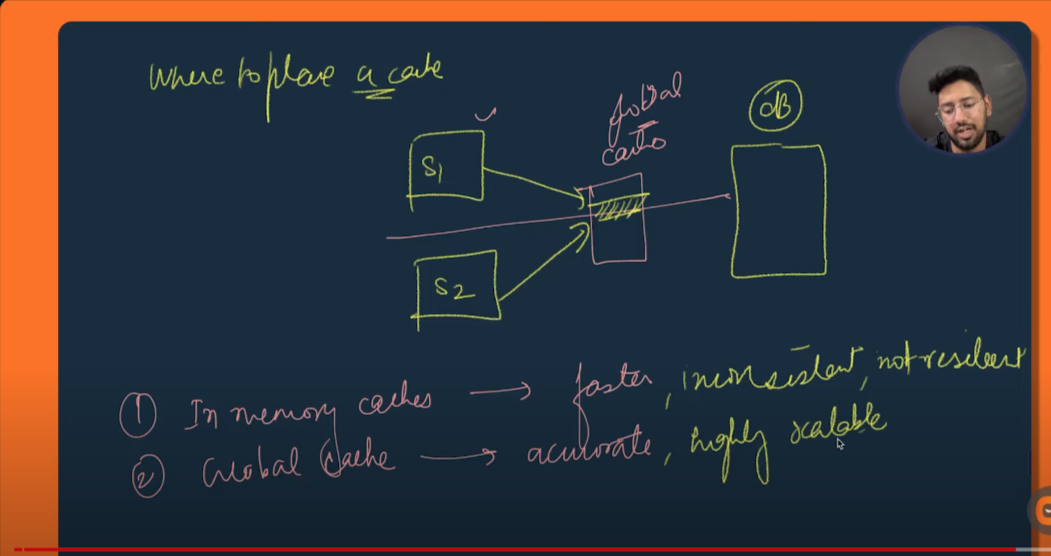 Where to place a cache
S1
Global
cache
DB
S2
① In memory caches → faster, inconsistent, not resilient
② Global Cache → accurate, highly scalable